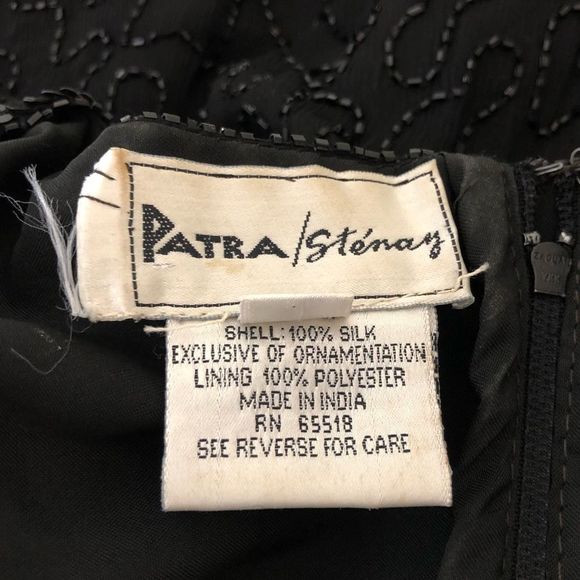 PATRA/Sténay
SHELL: 100% SILK
EXCLUSIVE OF ORNAMENTATION
LINING 100% POLYESTER
MADE IN INDIA
RN 65518
SEE REVERSE FOR CARE